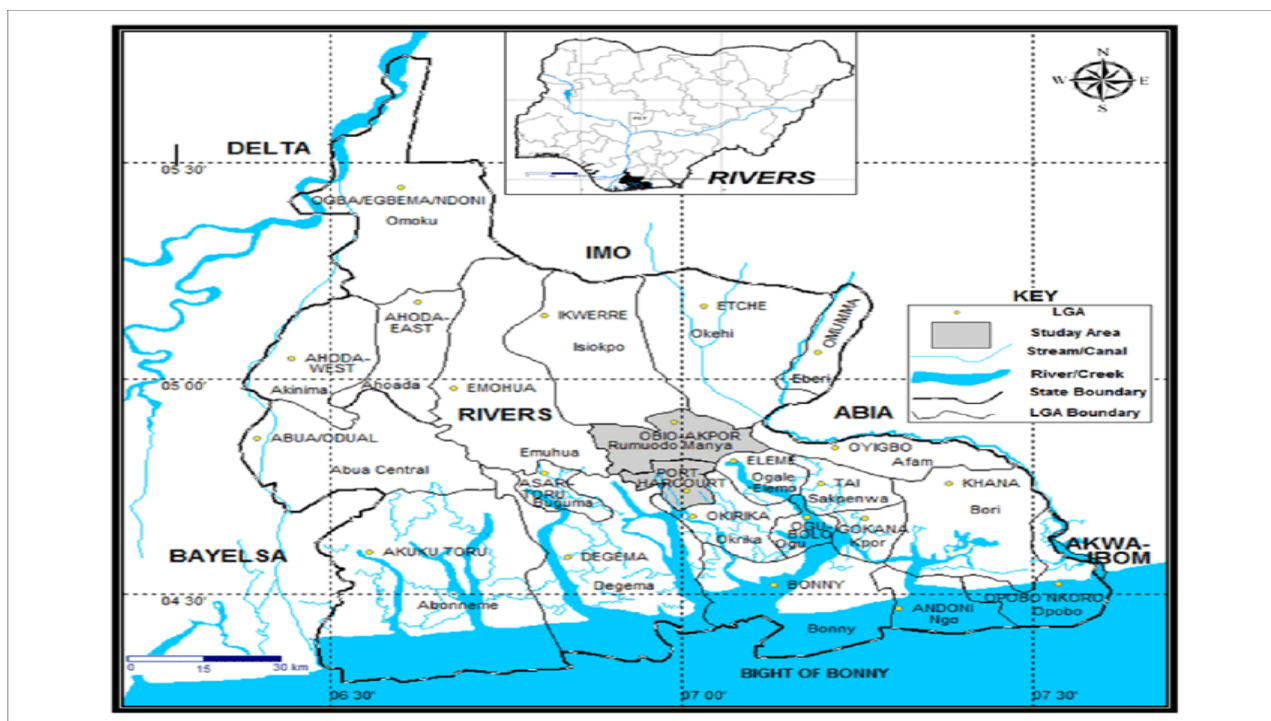 N
W E
S
DELTA
05 30'
RIVERS
OGBA/EGBEMA/NDONI
Omoku
IMO
KEY
LGA
Studay Area
Stream/Canal
River/Creek
State Boundary
LGA Boundary
AHODA-
EAST
IKWERRE
Isiokpo
ETCHE
Okehi
OMUMMA
Eberi
AHODA-
WEST
Akinima
Ahoada
05 00'
EMOHUA
RIVERS
ABIA
ABUA/ODUAL
Abua Central
OBIO-AKPOR
Rumuodo Manya
Emuhua
OYIGBO
Afam
ELEME
Ogale
Elemo
PORT-
HARCOURT
ASARI-
TORU
Buguma
TAI
Sakpenwa
KHANA
Bori
OKIRIKA
Okrika
OGU-
BOLO
Ogu
GOKANA
Kpor
BAYELSA
AKUKU TORU
Abonneme
DEGEMA
Degema
AKWA-
IBOM
04 30'
BONNY
Bonny
ANDONI
Ngo
OPOBO NKORO
Opobo
0 15 30 km
BIGHT OF BONNY
06 30'
07 00'
07 30'